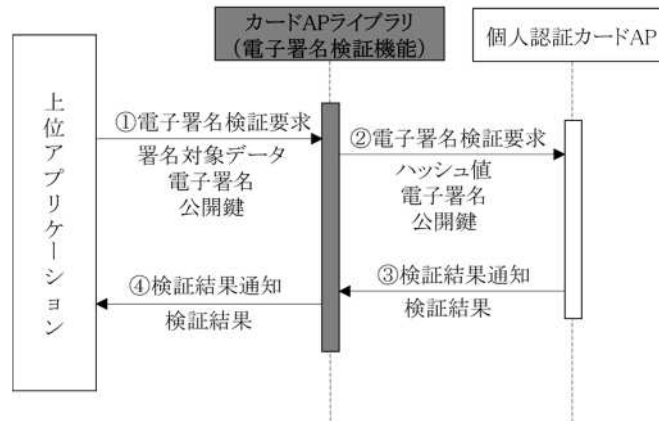 カードAPライブラリ
（電子署名検証機能）
個人認証カードAP
上位アプリケーション
①電子署名検証要求
署名対象データ
電子署名
公開鍵
②電子署名検証要求
ハッシュ値
電子署名
公開鍵
③検証結果通知
検証結果
④検証結果通知
検証結果